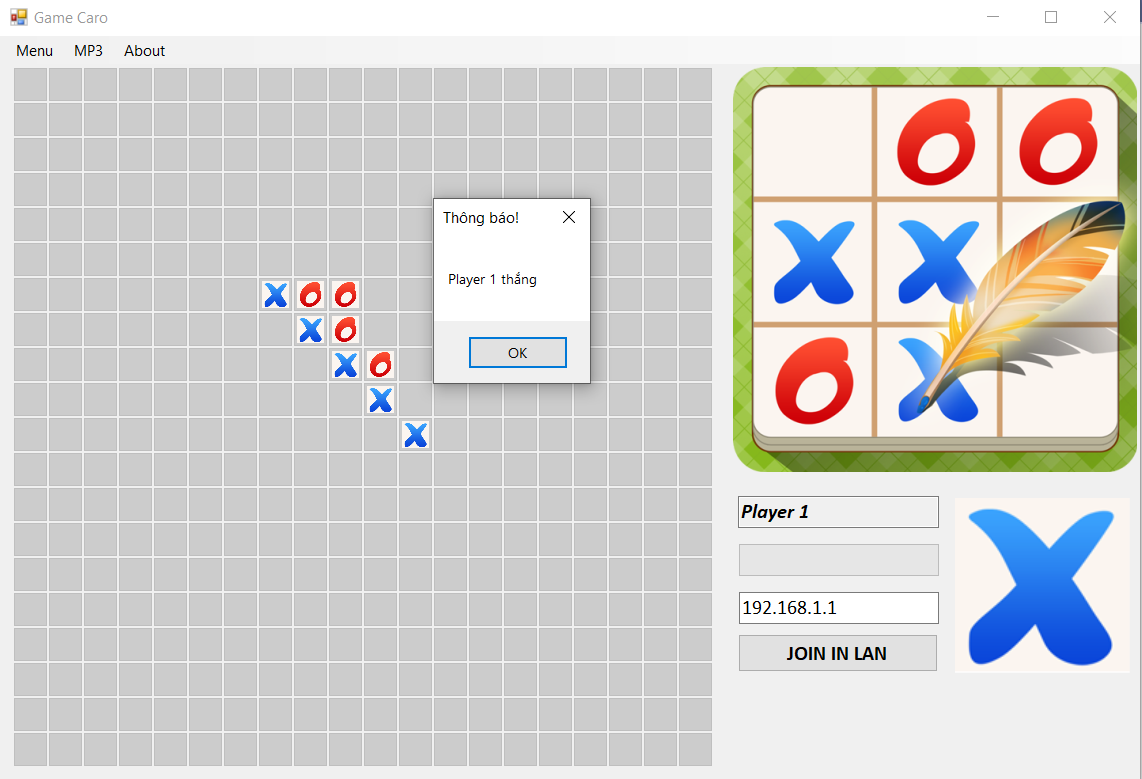 Game Caro
Menu MP3 About
Thông báo!
Player 1 thắng
OK
X O O
X O
X O
X
X
O O
X X
O X
Player 1
192.168.1.1
JOIN IN LAN
X